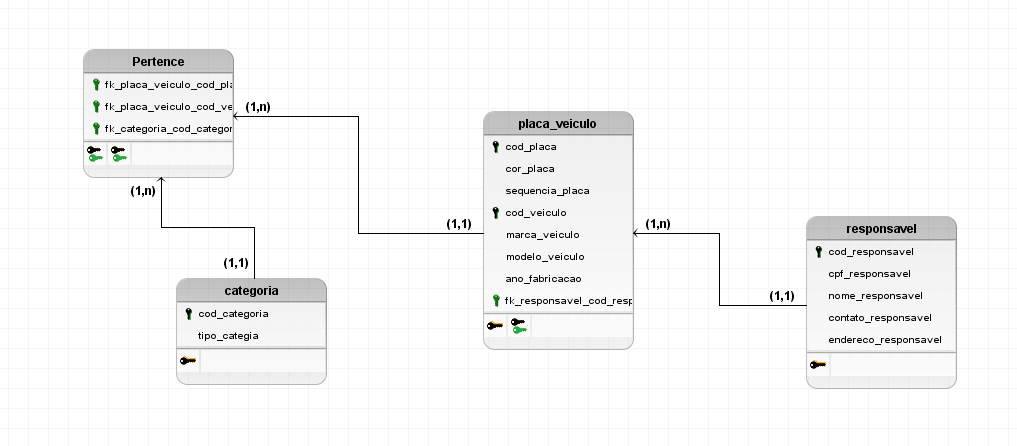 Pertence
fk_placa_veiculo_cod_pla
fk_placa_veiculo_cod_ve
fk_categoria_cod_categor
(1,n)
(1,n)
(1,1)
categoria
cod_categoria
tipo_categia
placa_veiculo
cod_placa
cor_placa
sequencia_placa
cod_veiculo
marca_veiculo
modelo_veiculo
ano_fabricacao
fk_responsavel_cod_resp
(1,1)
(1,n)
(1,1)
responsavel
cod_responsavel
cpf_responsavel
nome_responsavel
contato_responsavel
endereco_responsavel